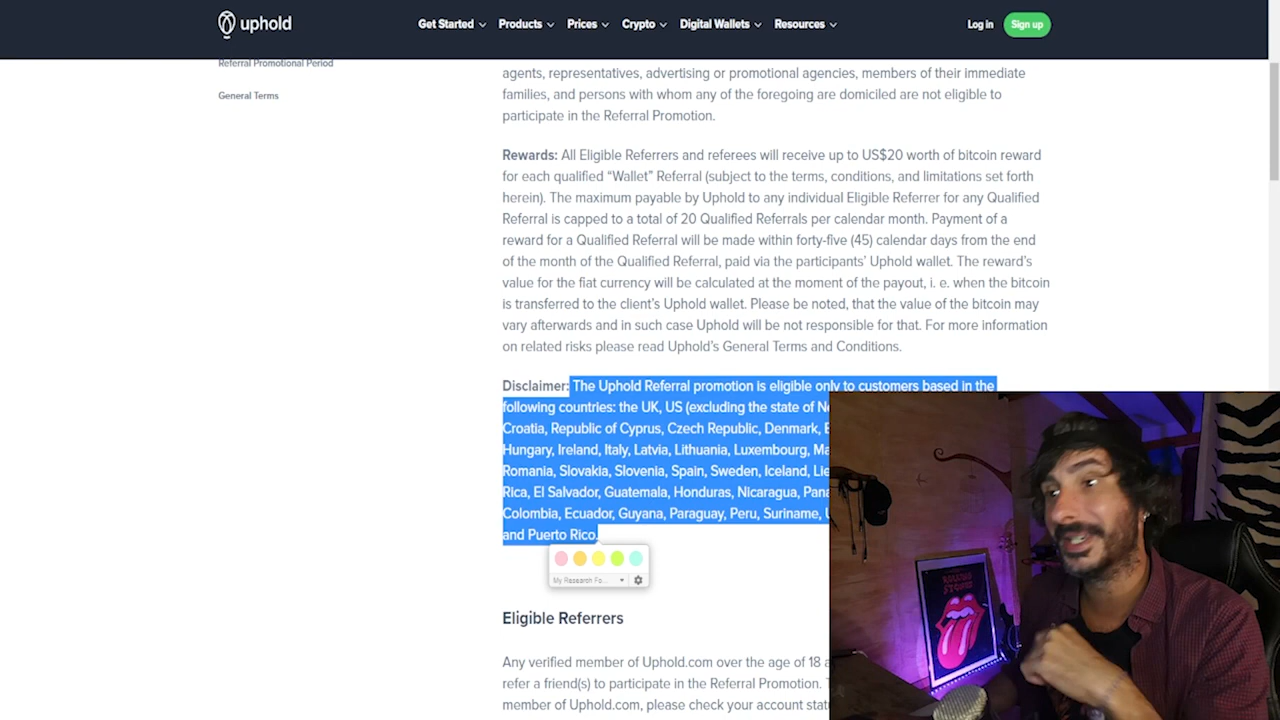 uphold
Get Started
Products
Prices
Crypto
Digital Wallets
Resources
Log in
Sign up
Referral Promotional Period
General Terms
agents, representatives, advertising or promotional agencies, members of their immediate
families, and persons with whom any of the foregoing are domiciled are not eligible to
participate in the Referral Promotion.
Rewards: All Eligible Referrers and referees will receive up to US$20 worth of bitcoin reward
for each qualified “Wallet” Referral (subject to the terms, conditions, and limitations set forth
herein). The maximum payable by Uphold to any individual Eligible Referrer for any Qualified
Referral is capped to a total of 20 Qualified Referrals per calendar month. Payment of a
reward for a Qualified Referral will be made within forty-five (45) calendar days from the end
of the month of the Qualified Referral, paid via the participants’ Uphold wallet. The reward’s
value for the fiat currency will be calculated at the moment of the payout, i. e. when the bitcoin
is transferred to the client’s Uphold wallet. Please be noted, that the value of the bitcoin may
vary afterwards and in such case Uphold will be not responsible for that. For more information
on related risks please read Uphold’s General Terms and Conditions.
Disclaimer: The Uphold Referral promotion is eligible only to customers based in the
following countries: the UK, US (excluding the state of
Croatia, Republic of Cyprus, Czech Republic, Denmark,
Hungary, Ireland, Italy, Latvia, Lithuania, Luxembourg,
Romania, Slovakia, Slovenia, Spain, Sweden, Iceland,
Rica, El Salvador, Guatemala, Honduras, Nicaragua,
Colombia, Ecuador, Guyana, Paraguay, Peru, Suriname,
and Puerto Rico.
My Research Fo...
Eligible Referrers
Any verified member of Uphold.com over the age of 18
refer a friend(s) to participate in the Referral Promotion.
member of Uphold.com, please check your account
ROLLING
STONES